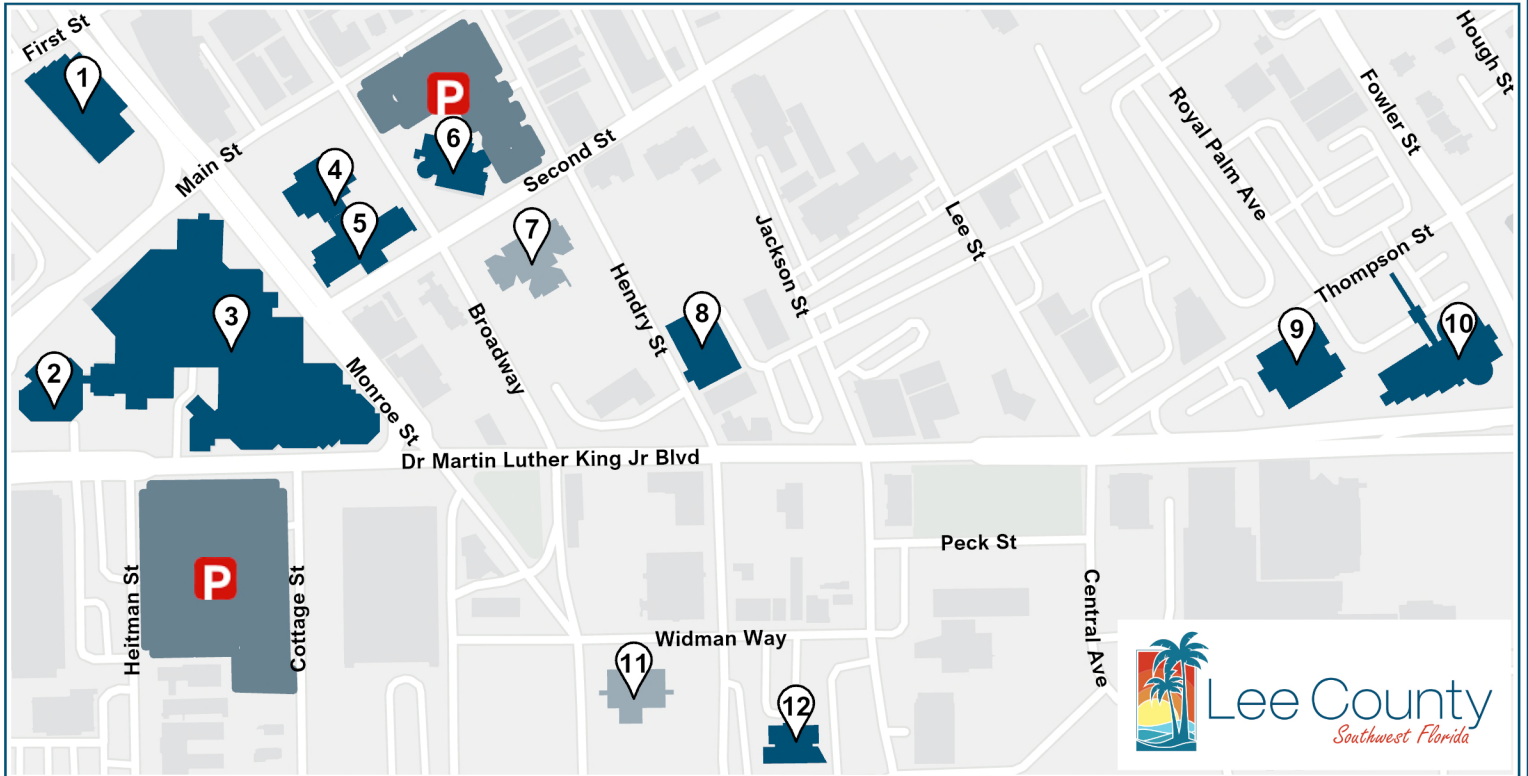 First St
Hough St
1
P
Fowler St
Royal Palm Ave
6
Main St
4
Second St
5
7
Lee St
Jackson St
Thompson St
Hendry St
3
8
9
10
Broadway
2
Monroe St
Dr Martin Luther King Jr Blvd
Peck St
P
Heitman St
Cottage St
Central Ave
Widman Way
11
12
Lee County
Southwest Florida